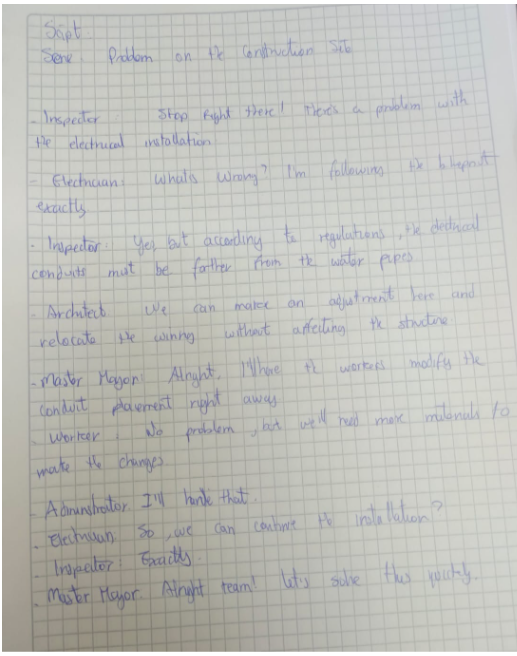 Script
Scene: Problem on the Construction Site
- Inspector Stop Right There! There's a problem with
the electrical installation
- Electrician: What's wrong? I'm following the blueprint
exactly
- Inspector: Yes, but according to regulations, the electrical
conduits must be farther from the water pipes
- Architect We can make an adjustment here and
relocate the wiring without affecting the structure
- Master Mayor: Alright. I'll have the workers modify the
conduit placement right away
- Worker: No problem, but we'll need more materials to
make the changes.
- Administrator. I'll handle that.
- Electrician: So, we can continue the installation?
- Inspector: Exactly.
- Master Mayor. Alright team! let's solve this quickly.